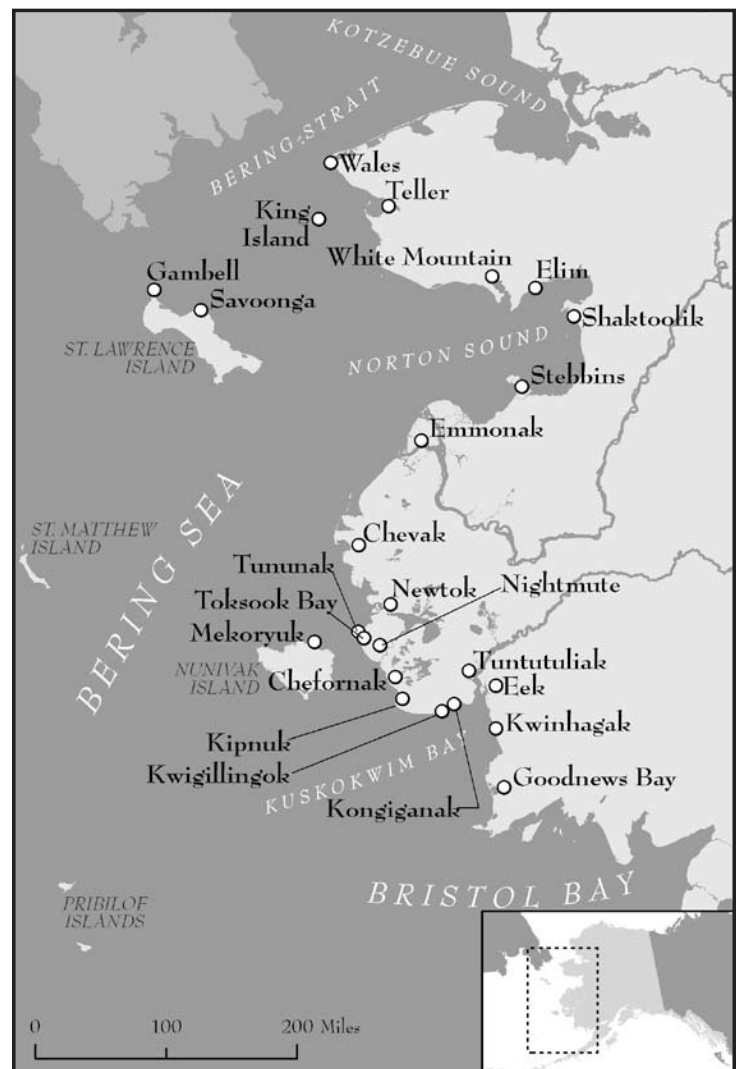 KOTZEBUE SOUND
BERING STRAIT
Wales
Teller
King
Island
White Mountain
Elim
Gambell
Savoonga
Shaktoolik
ST. LAWRENCE
ISLAND
NORTON SOUND
Stebbins
Emmonak
BERING SEA
ST. MATTHEW
ISLAND
Chevak
Tununak
Newtok
Nightmute
Toksook Bay
Mekoryuk
NUNIVAK
ISLAND
Chefornak
Tuntutuliak
Eek
Kipnuk
Kwinhagak
Kwigillingok
KUSKOKWIM BAY
Goodnews Bay
Kongiganak
BRISTOL BAY
PRIBILOF
ISLANDS
0 200 Miles